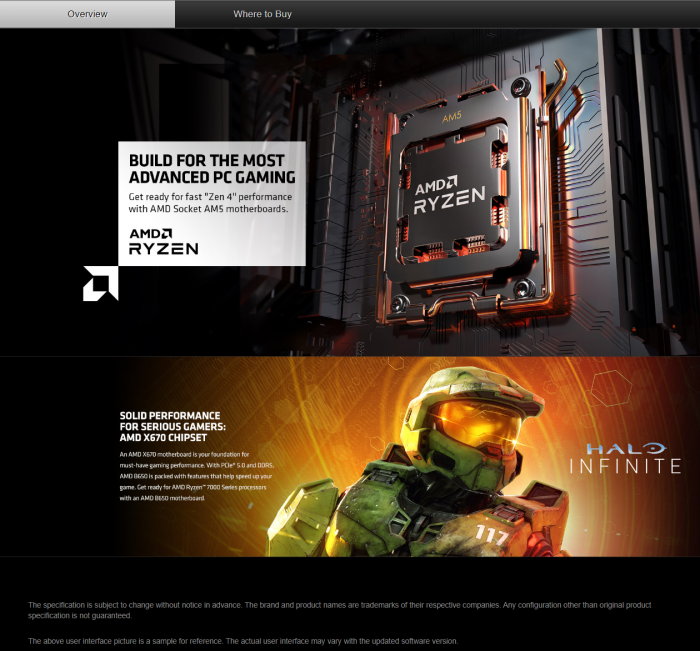 Overview
Where to Buy
AM5
AMD
RYZEN
BUILD FOR THE MOST
ADVANCED PC GAMING
Get ready for fast "Zen 4" performance
with AMD Socket AM5 motherboards.
AMD
RYZEN
SOLID PERFORMANCE
FOR SERIOUS GAMERS:
AMD X670 CHIPSET
An AMD X670 motherboard is your foundation for
must-have gaming performance. With PCIe® 5.0 and DDR5,
AMD B650 is packed with features that help speed up your
game. Get ready for AMD Ryzen™ 7000 Series processors
with an AMD B650 motherboard.
HALO
INFINITE
117
The specification is subject to change without notice in advance. The brand and product names are trademarks of their respective companies. Any configuration other than original product
specification is not guaranteed.
The above user interface picture is a sample for reference. The actual user interface may vary with the updated software version.